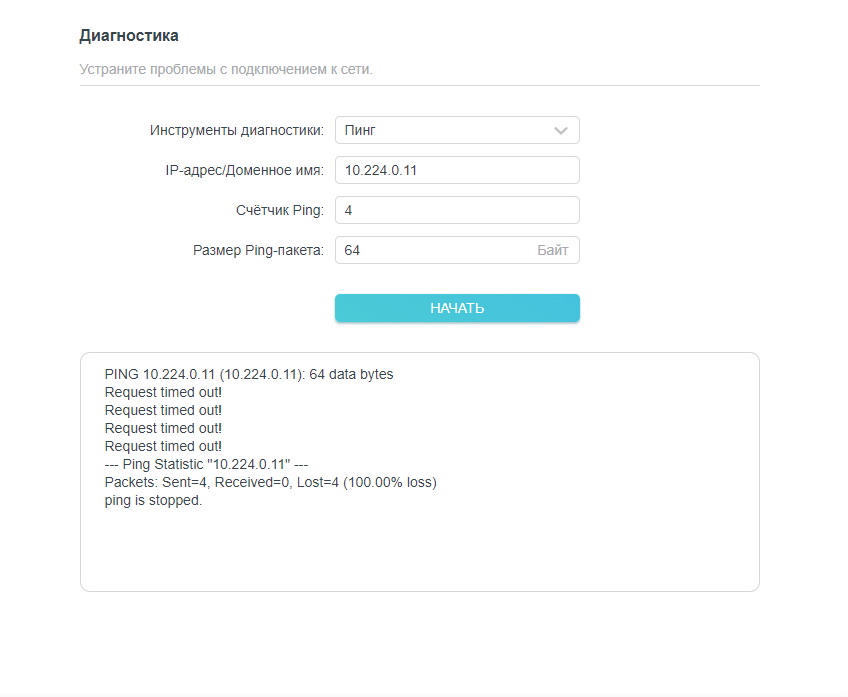 Диагностика
Устраните проблемы с подключением к сети.
Инструменты диагностики: Пинг
IP-адрес/Доменное имя: 10.224.0.11
Счётчик Ping: 4
Размер Ping-пакета: 64 Байт
НАЧАТЬ
PING 10.224.0.11 (10.224.0.11): 64 data bytes
Request timed out!
Request timed out!
Request timed out!
Request timed out!
--- Ping Statistic "10.224.0.11" ---
Packets: Sent=4, Received=0, Lost=4 (100.00% loss)
ping is stopped.